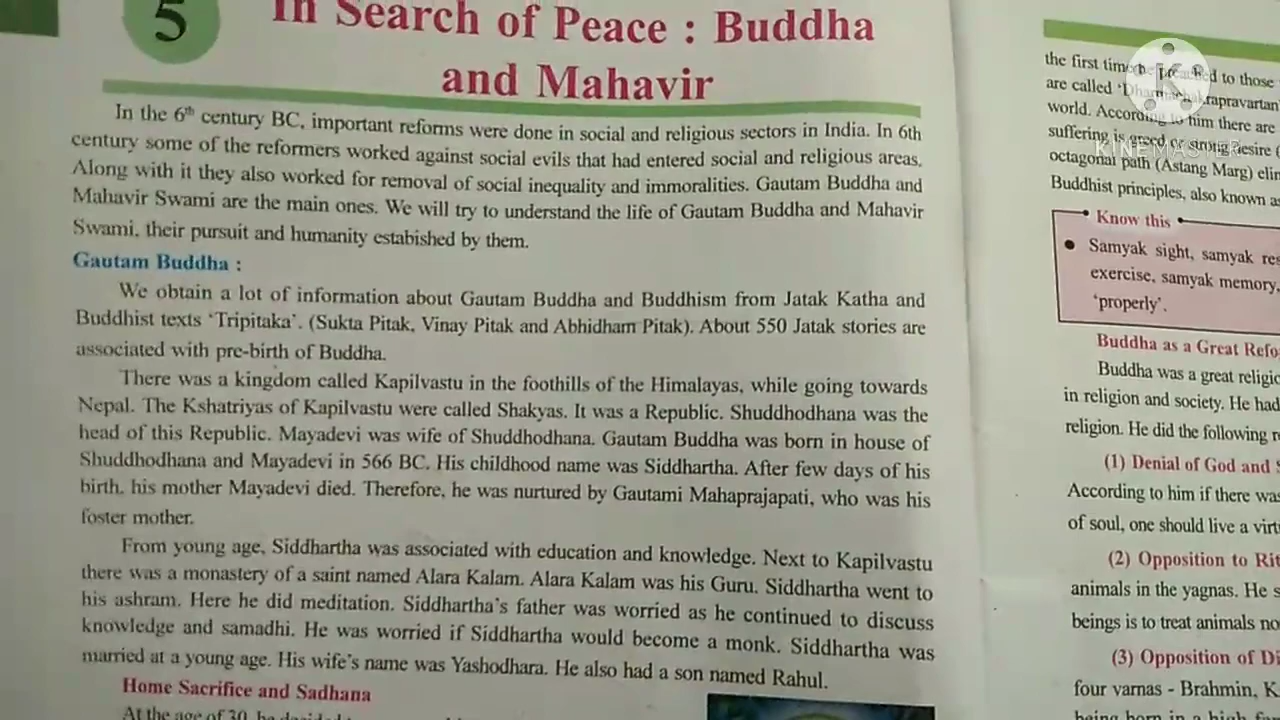 5
In Search of Peace : Buddha
and Mahavir
In the 6th century BC, important reforms were done in social and religious sectors in India. In 6th
century some of the reformers worked against social evils that had entered social and religious areas.
Along with it they also worked for removal of social inequality and immoralities. Gautam Buddha and
Mahavir Swami are the main ones. We will try to understand the life of Gautam Buddha and Mahavir
Swami, their pursuit and humanity estabished by them.
Gautam Buddha :
We obtain a lot of information about Gautam Buddha and Buddhism from Jatak Katha and
Buddhist texts ‘Tripitaka’. (Sukta Pitak, Vinay Pitak and Abhidham Pitak). About 550 Jatak stories are
associated with pre-birth of Buddha.
There was a kingdom called Kapilvastu in the foothills of the Himalayas, while going towards
Nepal. The Kshatriyas of Kapilvastu were called Shakyas. It was a Republic. Shuddhodhana was the
head of this Republic. Mayadevi was wife of Shuddhodhana. Gautam Buddha was born in house of
Shuddhodhana and Mayadevi in 566 BC. His childhood name was Siddhartha. After few days of his
birth, his mother Mayadevi died. Therefore, he was nurtured by Gautami Mahaprajapati, who was his
foster mother.
From young age, Siddhartha was associated with education and knowledge. Next to Kapilvastu
there was a monastery of a saint named Alara Kalam. Alara Kalam was his Guru. Siddhartha went to
his ashram. Here he did meditation. Siddhartha’s father was worried as he continued to discuss
knowledge and samadhi. He was worried if Siddhartha would become a monk. Siddhartha was
married at a young age. His wife’s name was Yashodhara. He also had a son named Rahul.
Home Sacrifice and Sadhana
At the age of 30, he
the first time to those
are called
world. According to him there are
suffering is greed or strong desire
octagonal path (Astang Marg)
Buddhist principles, also known
Know this
Samyak sight, samyak
exercise, samyak memory,
‘properly’.
Buddha as a Great
Buddha was a great
in religion and society. He had
religion. He did the following
(1) Denial of God and
According to him if there was
of soul, one should live a
(2) Opposition to
animals in the yagnas. He
beings is to treat animals
(3) Opposition of
four varnas - Brahmin,
being born in a high
K
KINEMASTER